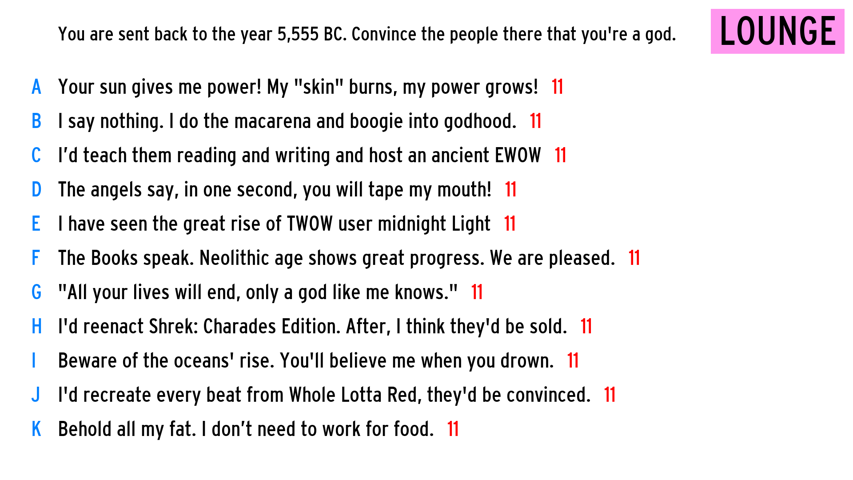 You are sent back to the year 5,555 BC. Convince the people there that you're a god.
LOUNGE
A Your sun gives me power! My "skin" burns, my power grows! 11
B I say nothing. I do the macarena and boogie into godhood. 11
C I’d teach them reading and writing and host an ancient EWOW 11
D The angels say, in one second, you will tape my mouth! 11
E I have seen the great rise of TWOW user midnight Light 11
F The Books speak. Neolithic age shows great progress. We are pleased. 11
G "All your lives will end, only a god like me knows." 11
H I'd reenact Shrek: Charades Edition. After, I think they'd be sold. 11
I Beware of the oceans' rise. You'll believe me when you drown. 11
J I'd recreate every beat from Whole Lotta Red, they'd be convinced. 11
K Behold all my fat. I don’t need to work for food. 11